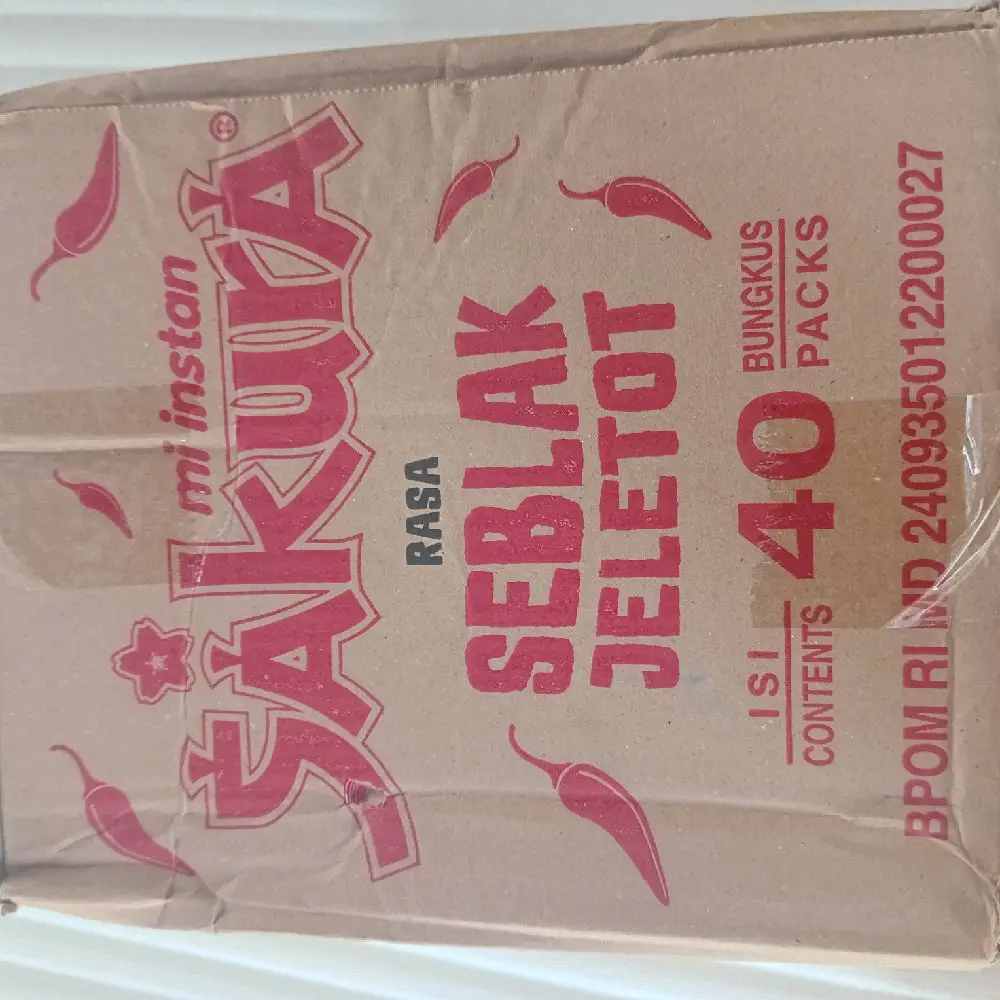 mi instan
SAKURA®
RASA
SEBLAK
JELETOT
ISI 40 BUNGKUS
CONTENTS PACKS
BPOM RI MD 240935012200027